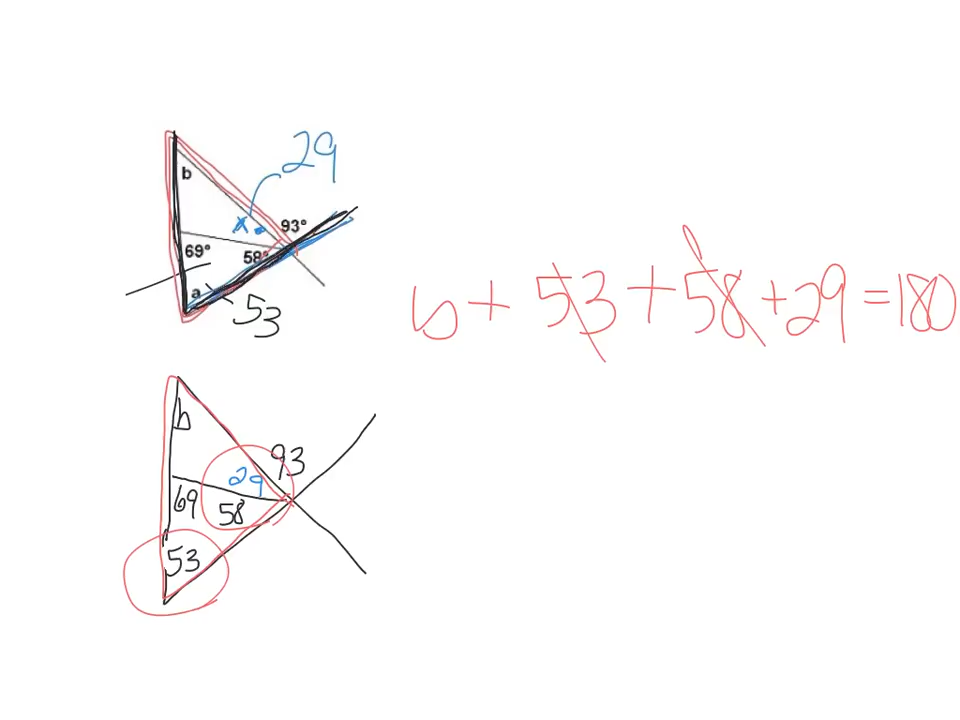 29
b
x
93°
69°
58°
a
53
b + 53 + 58 + 29 = 180
b
93
29
69
58
53